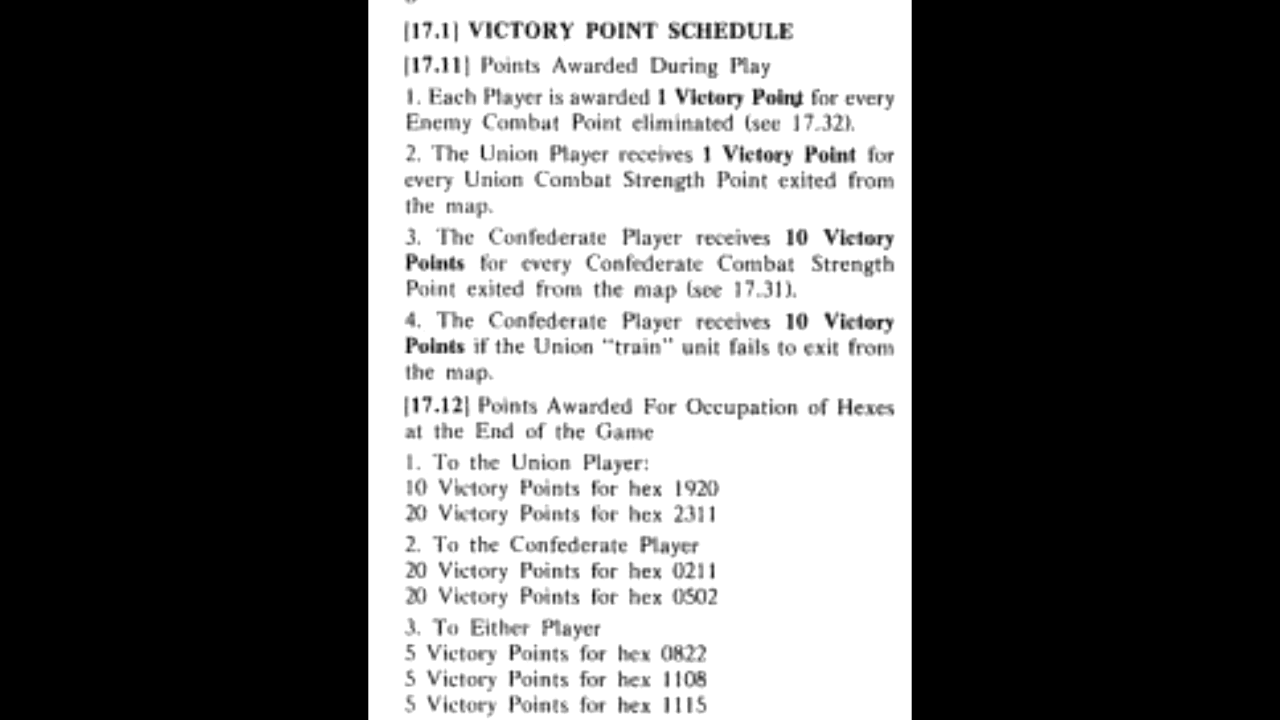 [17.1] VICTORY POINT SCHEDULE
[17.11] Points Awarded During Play
1. Each Player is awarded 1 Victory Point for every
Enemy Combat Point eliminated (see 17.32).
2. The Union Player receives 1 Victory Point for
every Union Combat Strength Point exited from
the map.
3. The Confederate Player receives 10 Victory
Points for every Confederate Combat Strength
Point exited from the map (see 17.31).
4. The Confederate Player receives 10 Victory
Points if the Union "train" unit fails to exit from
the map.
[17.12] Points Awarded For Occupation of Hexes
at the End of the Game
1. To the Union Player:
10 Victory Points for hex 1920
20 Victory Points for hex 2311
2. To the Confederate Player
20 Victory Points for hex 0211
20 Victory Points for hex 0502
3. To Either Player
5 Victory Points for hex 0822
5 Victory Points for hex 1108
5 Victory Points for hex 1115